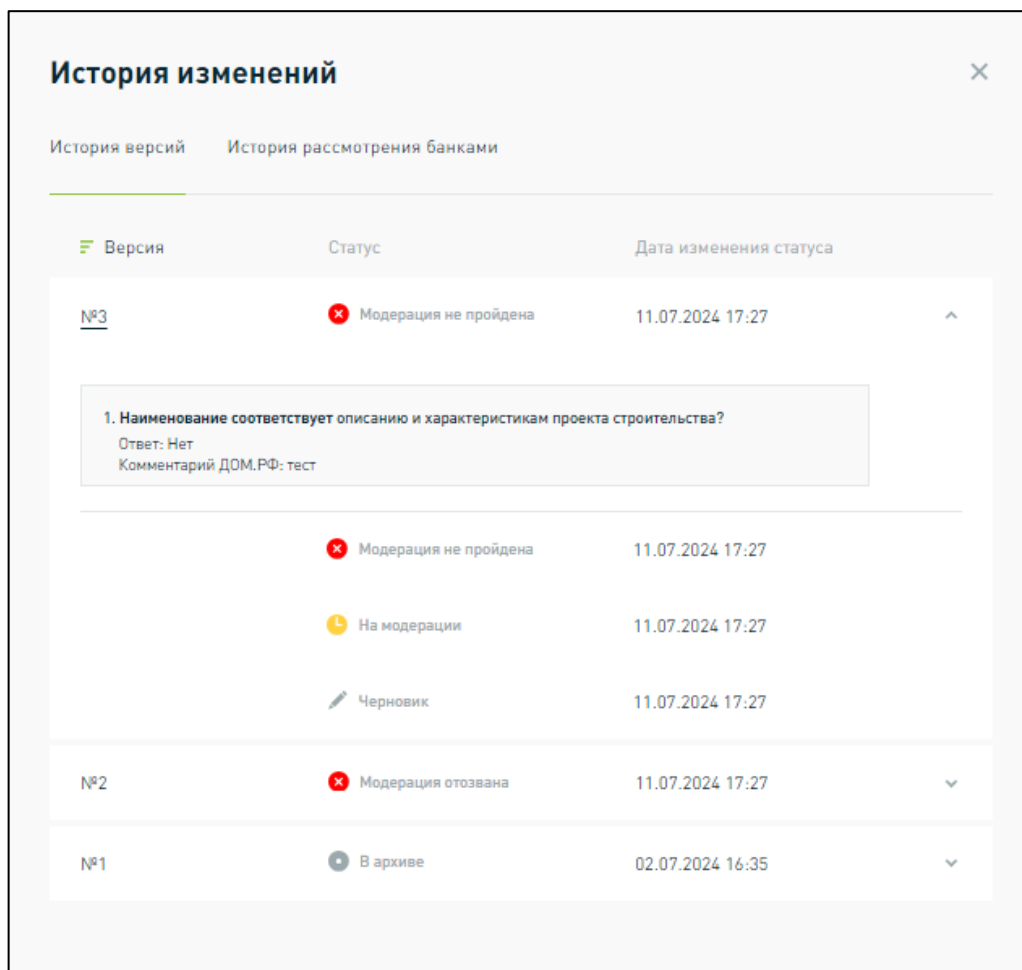 История изменений
История версий История рассмотрения банками
Версия Статус Дата изменения статуса
№3 Модерация не пройдена 11.07.2024 17:27
1. Наименование соответствует описанию и характеристикам проекта строительства?
Ответ: Нет
Комментарий ДОМ.РФ: тест
Модерация не пройдена 11.07.2024 17:27
На модерации 11.07.2024 17:27
Черновик 11.07.2024 17:27
№2 Модерация отозвана 11.07.2024 17:27
№1 В архиве 02.07.2024 16:35